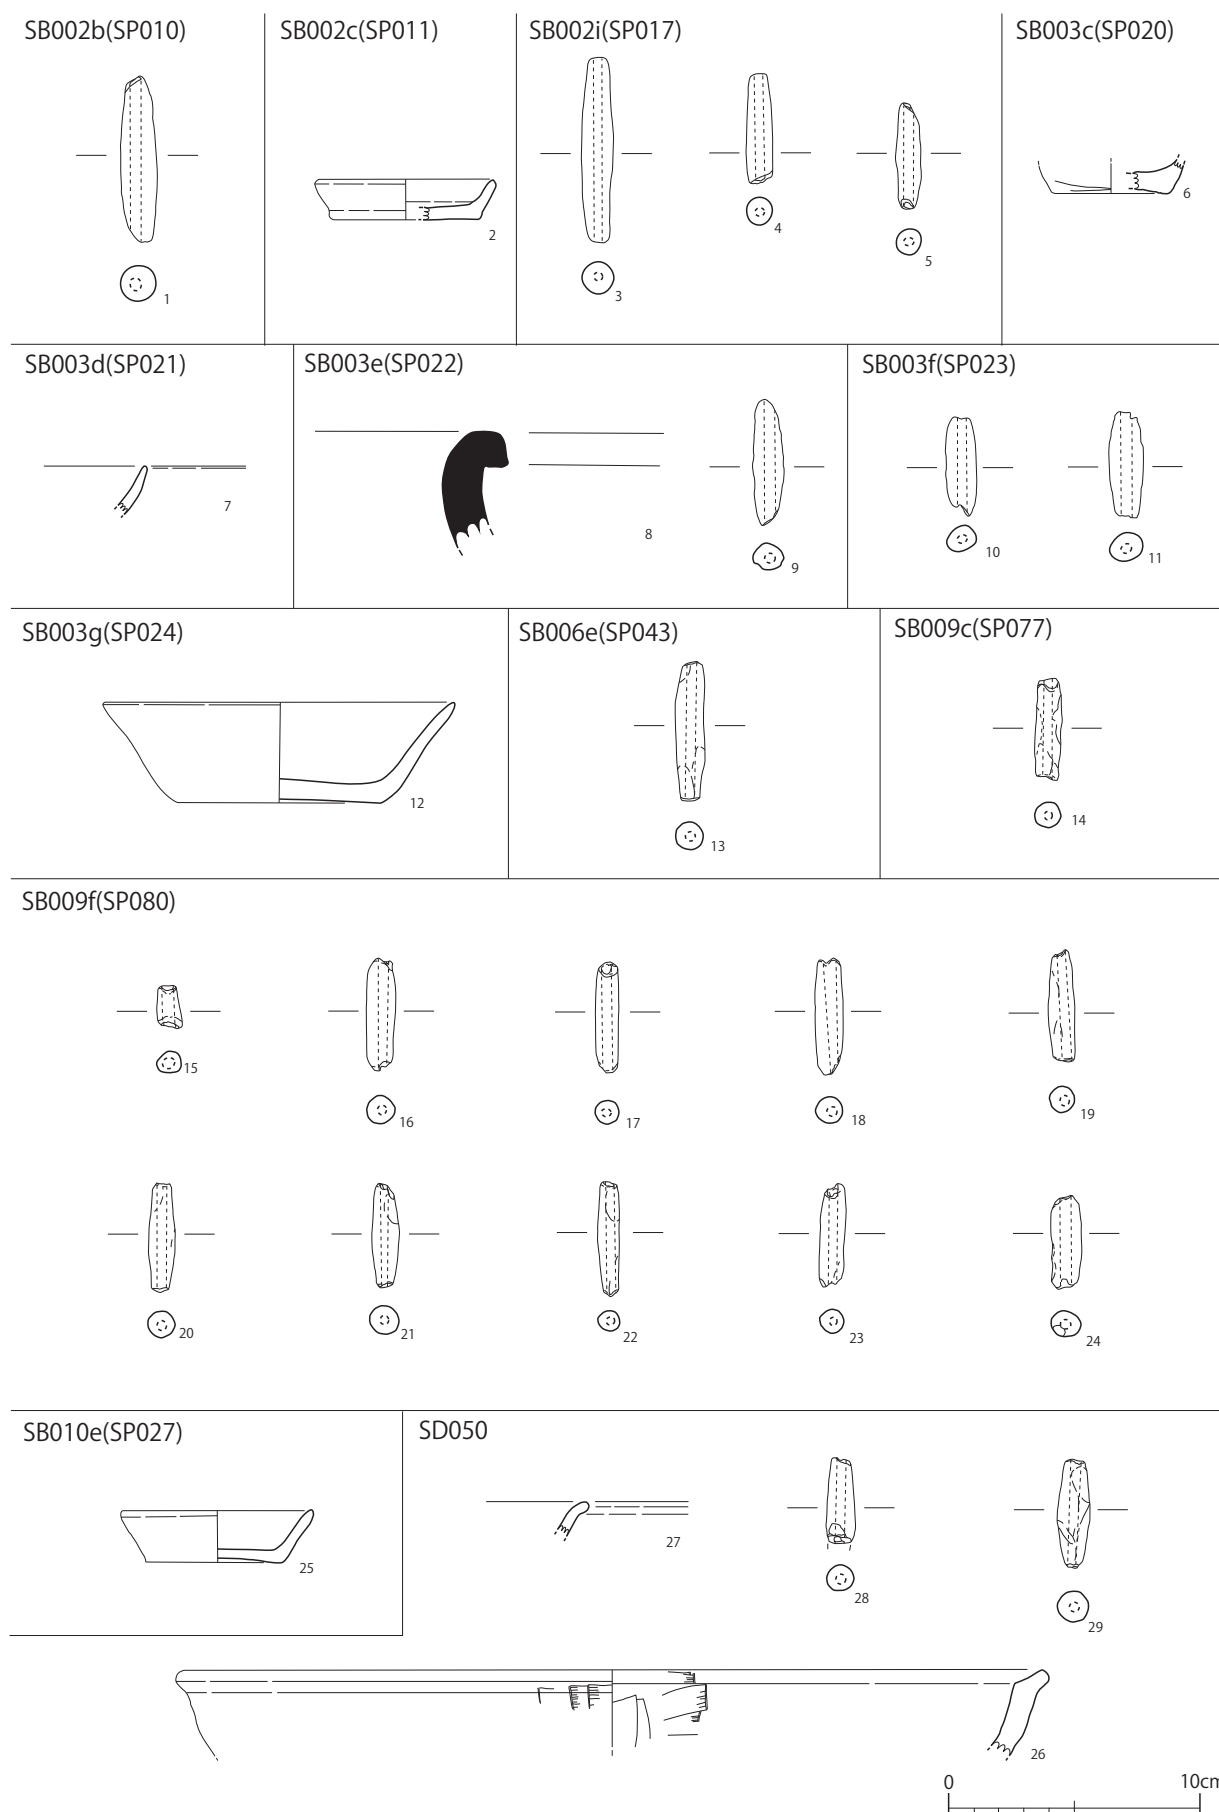 SB002b(SP010)
SB002c(SP011)
SB002i(SP017)
SB003c(SP020)
1
2
3
4
5
6
SB003d(SP021)
SB003e(SP022)
SB003f(SP023)
7
8
9
10
11
SB003g(SP024)
SB006e(SP043)
SB009c(SP077)
12
13
14
SB009f(SP080)
15
16
17
18
19
20
21
22
23
24
SB010e(SP027)
SD050
25
27
28
29
26
0
10cm